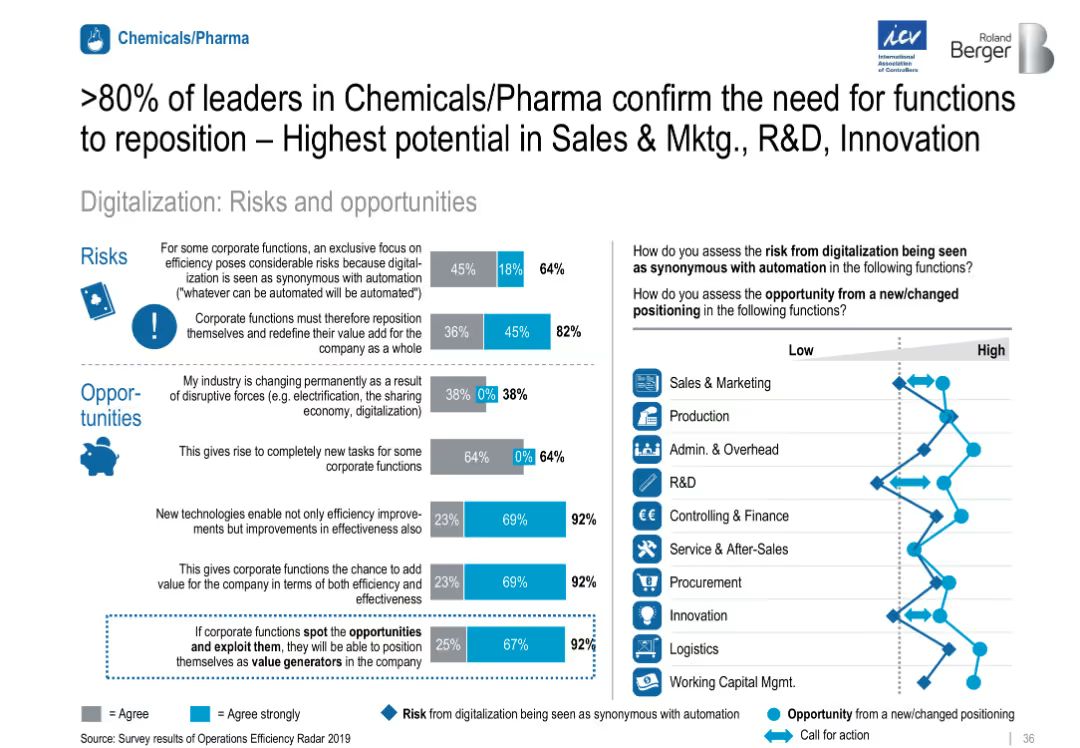 Chemicals/Pharma
icv
International
Association
of Controllers
Roland
Berger
B
>80% of leaders in Chemicals/Pharma confirm the need for functions
to reposition – Highest potential in Sales & Mktg., R&D, Innovation
Digitalization: Risks and opportunities
Risks
For some corporate functions, an exclusive focus on
efficiency poses considerable risks because digital-
ization is seen as synonymous with automation
("whatever can be automated will be automated")
45% 18% 64%
!
Corporate functions must therefore reposition
themselves and redefine their value add for the
company as a whole
36% 45% 82%
Oppor-
tunities
My industry is changing permanently as a result
of disruptive forces (e.g. electrification, the sharing
economy, digitalization)
38% 0% 38%
This gives rise to completely new tasks for some
corporate functions
64% 0% 64%
New technologies enable not only efficiency improve-
ments but improvements in effectiveness also
23% 69% 92%
This gives corporate functions the chance to add
value for the company in terms of both efficiency and
effectiveness
23% 69% 92%
If corporate functions spot the opportunities
and exploit them, they will be able to position
themselves as value generators in the company
25% 67% 92%
= Agree
= Agree strongly
How do you assess the risk from digitalization being seen
as synonymous with automation in the following functions?
How do you assess the opportunity from a new/changed
positioning in the following functions?
Low High
Sales & Marketing
Production
Admin. & Overhead
R&D
€€ Controlling & Finance
Service & After-Sales
Procurement
Innovation
Logistics
Working Capital Mgmt.
Risk from digitalization being seen as synonymous with automation
Opportunity from a new/changed positioning
Call for action
Source: Survey results of Operations Efficiency Radar 2019
36